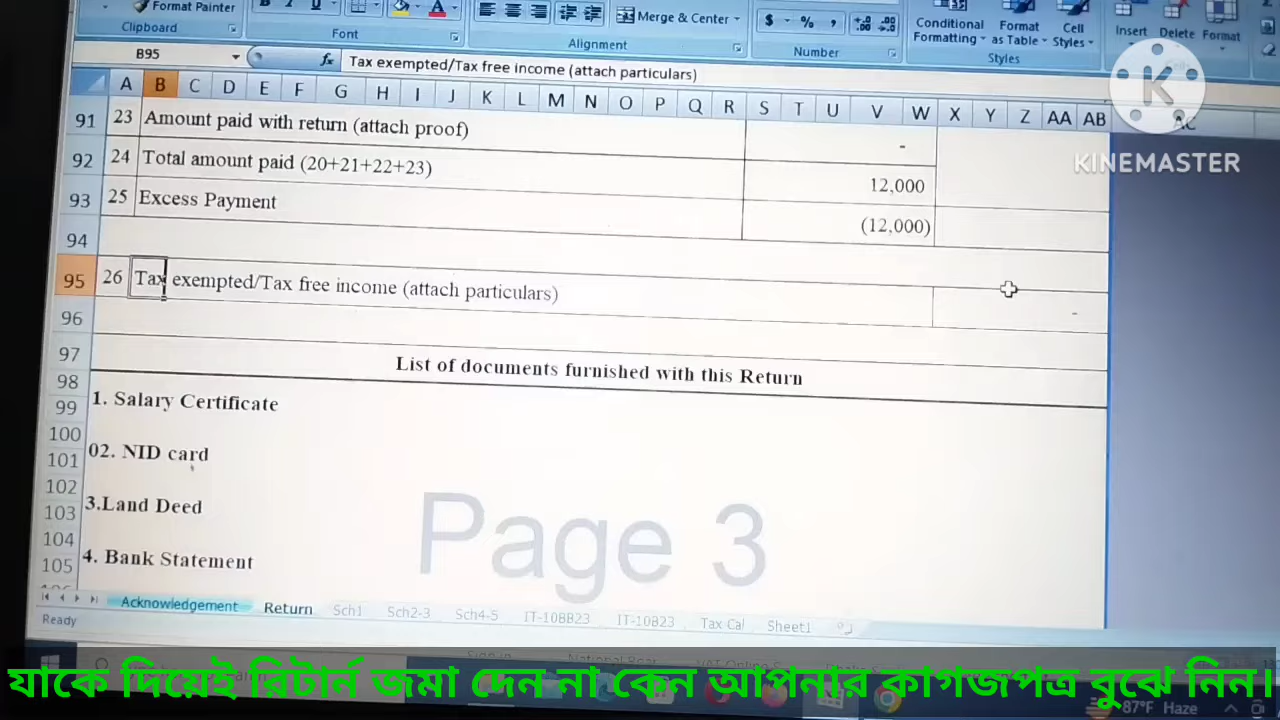 Format Painter
Merge & Center
$ % ,
Conditional Formatting
Format as Table
Cell Styles
Insert Delete Format
Clipboard Font Alignment Number Styles
B95 fx Tax exempted/Tax free income (attach particulars)
A B C D E F G H I J K L M N O P Q R S T U V W X Y Z AA AB AC
KINEMASTER
91 23 Amount paid with return (attach proof) -
92 24 Total amount paid (20+21+22+23) 12,000
93 25 Excess Payment (12,000)
94
95 26 Tax exempted/Tax free income (attach particulars) -
96
97 List of documents furnished with this Return
98
99 1. Salary Certificate
100
101 02. NID card
102
103 3.Land Deed
104
105 4. Bank Statement
Page 3
Acknowledgement Return Sch1 Sch2-3 Sch4-5 IT-10BB23 IT-10B23 Tax Cal Sheet1
Ready
যাকে দিয়েই রিটার্ন জমা দেন না কেন আপনার কাগজপত্র বুঝে নিন।
87°F Haze